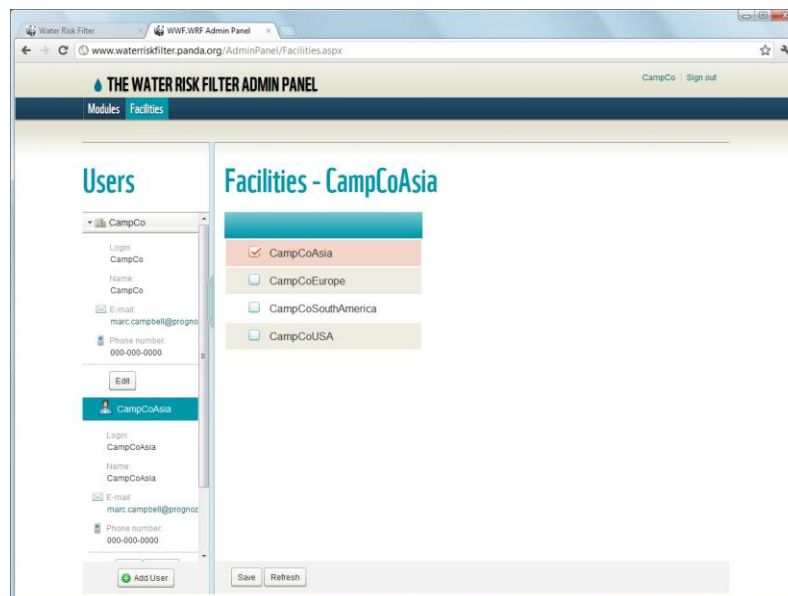 Water Risk Filter
WWF.WRF Admin Panel
www.waterriskfilter.panda.org/AdminPanel/Facilities.aspx
THE WATER RISK FILTER ADMIN PANEL
CampCo
Sign out
Modules
Facilities
Users
CampCo
Login:
CampCo
Name:
CampCo
E-mail:
marc.campbell@progno
Phone number:
000-000-0000
Edit
CampCoAsia
Login:
CampCoAsia
Name:
CampCoAsia
E-mail:
marc.campbell@prognoz
Phone number:
000-000-0000
Add User
Facilities - CampCoAsia
CampCoAsia
CampCoEurope
CampCoSouthAmerica
CampCoUSA
Save
Refresh